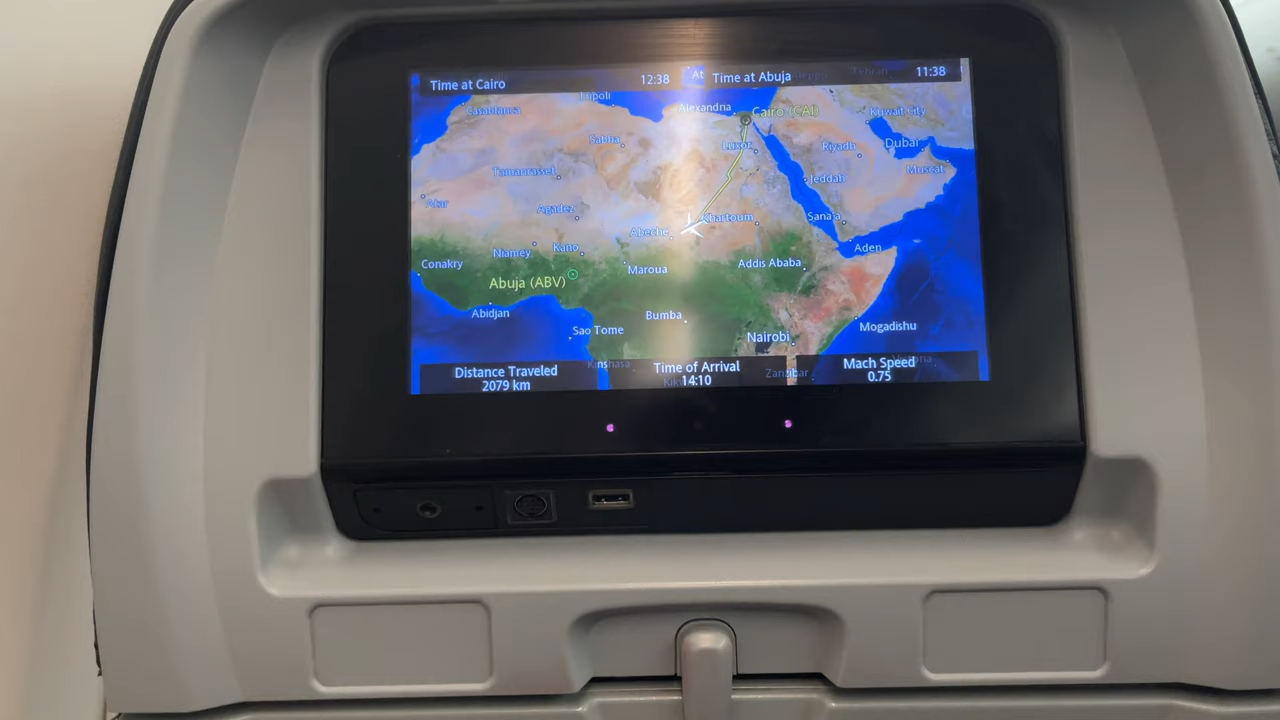 Time at Cairo 12:38 At Time at Abuja 11:38
Aleppo Tehran
Tripoli
Casablanca Alexandria Cairo (CAI) Kuwait City
Sabha Luxor Riyadh Dubai
Tamanrasset Jeddah Muscat
Atar Agadez Khartoum Sana'a
Abeche
Niamey Kano Aden
Conakry Maroua Addis Ababa
Abuja (ABV)
Abidjan Bumba
Sao Tome Nairobi Mogadishu
Kinshasa Victoria
Distance Traveled Time of Arrival Zanzibar Mach Speed
2079 km 14:10 0.75